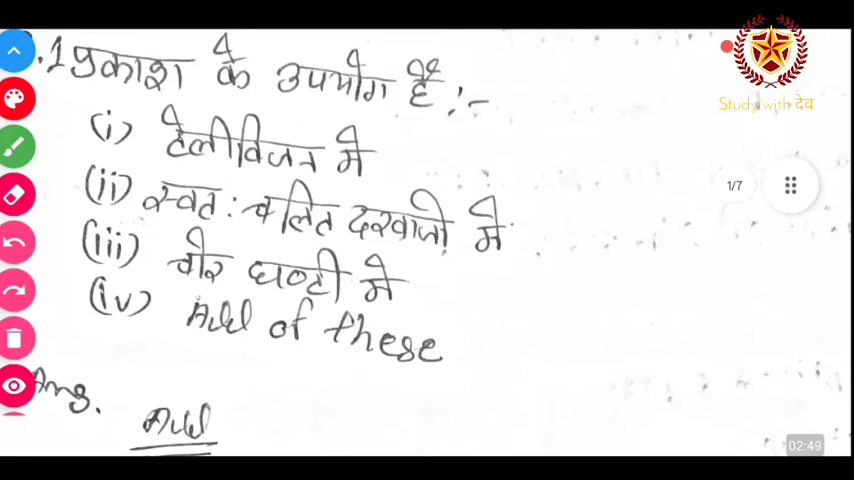 .1 प्रकाश के उपयोग हैं :-
(i) टेलीविजन में
(ii) स्वत: चलित दरवाजों में
(iii) चोर घण्टी में
(iv) All of these
Ans.
All
Study with देव
1/7
02:49